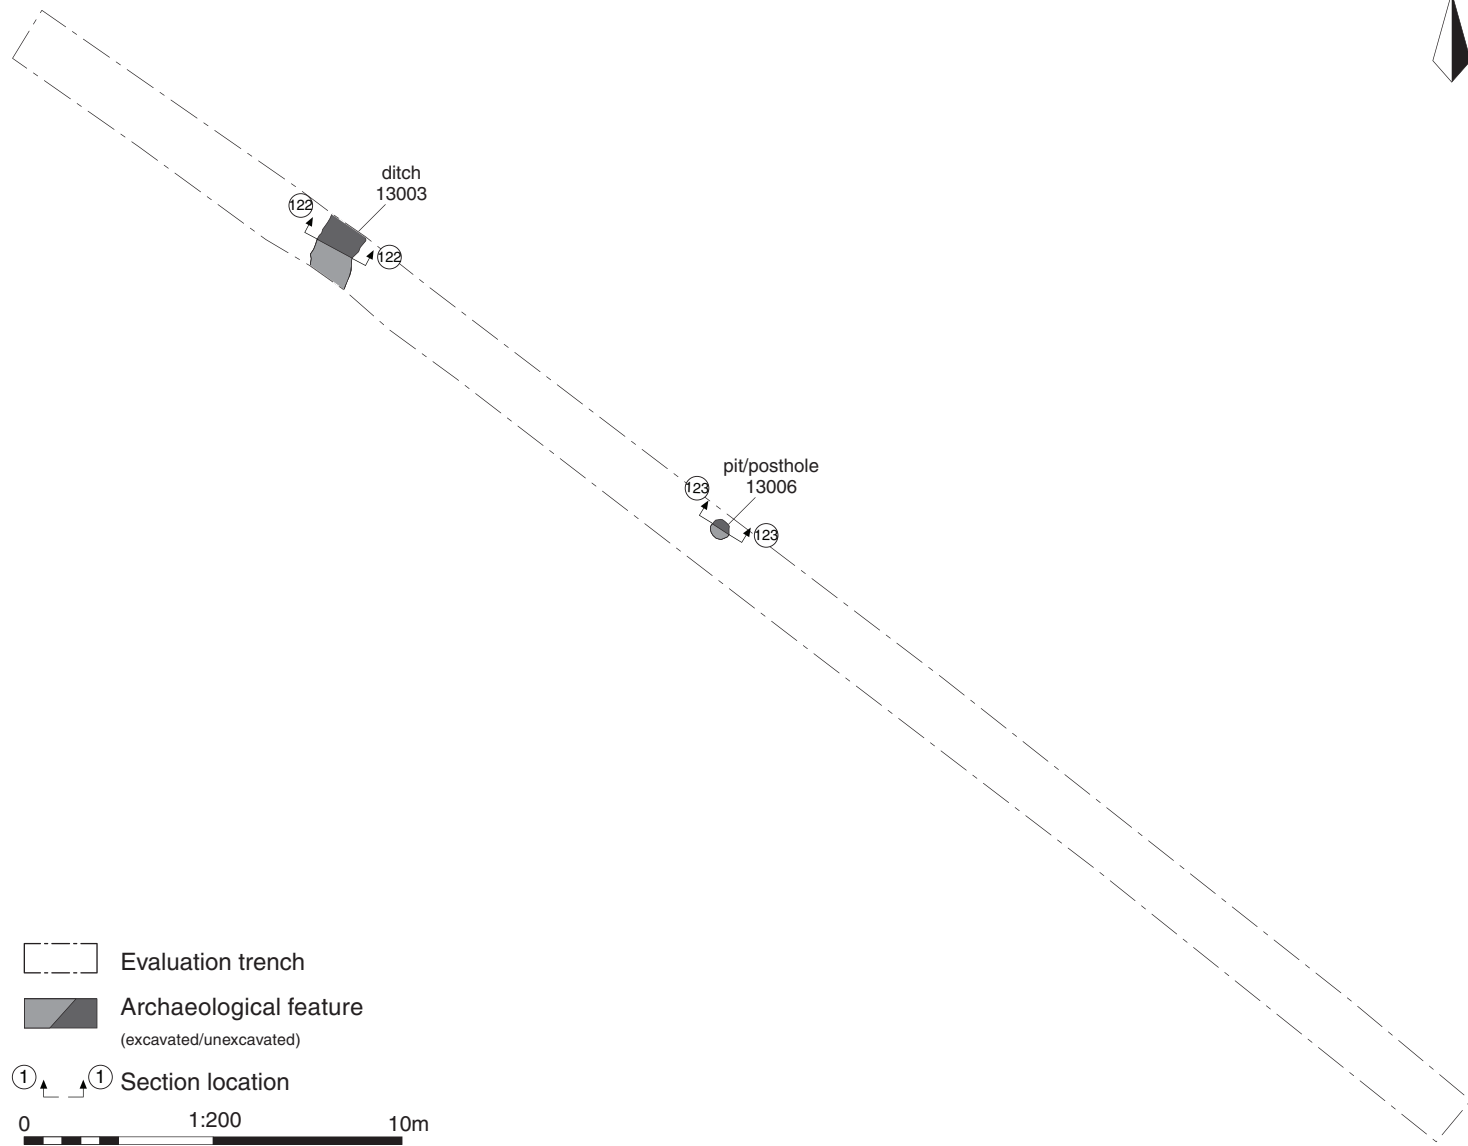 ditch
13003
122
122
pit/posthole
13006
123
123
Evaluation trench
Archaeological feature
(excavated/unexcavated)
1 1 Section location
0 1:200 10m